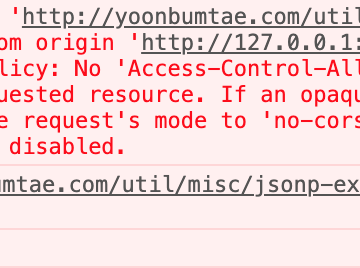 'http://yoonbumtae.com/util
om origin 'http://127.0.0.1:
licy: No 'Access-Control-All
uested resource. If an opaqu
e request's mode to 'no-cors
disabled.
umtae.com/util/misc/jsonp-ex